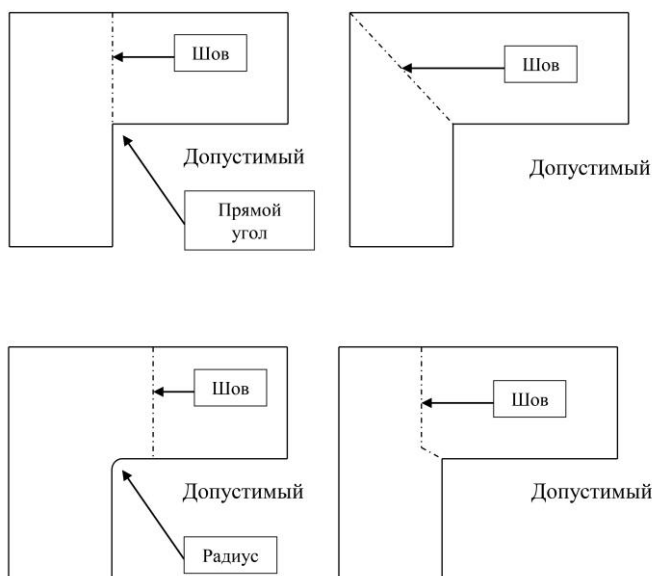 Шов
Шов
Допустимый
Допустимый
Прямой
угол
Шов
Шов
Допустимый
Допустимый
Радиус